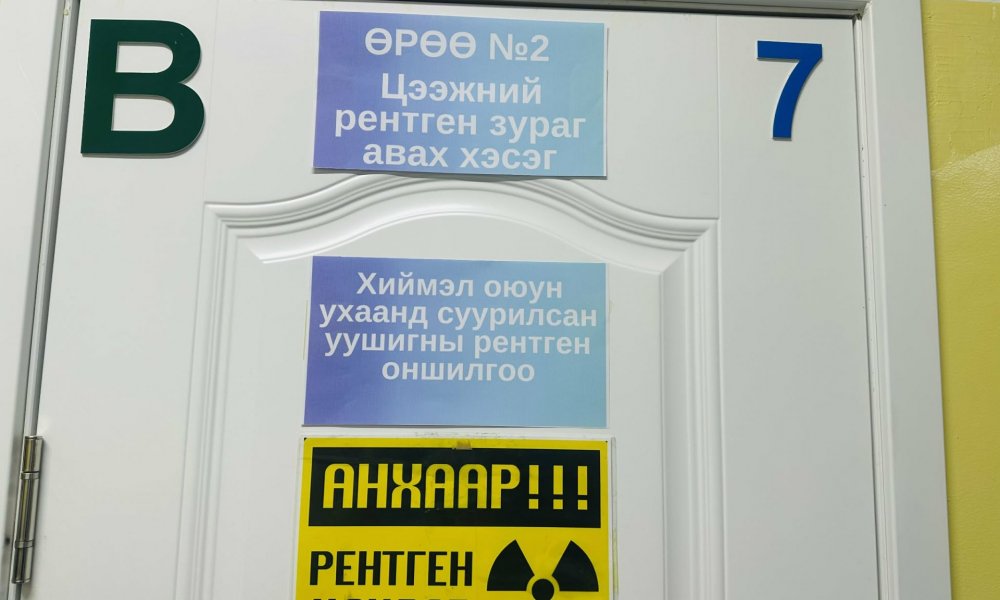 B
ӨРӨӨ №2
7
Цээжний
рентген зураг
авах хэсэг
Хиймэл оюун
ухаанд суурилсан
уушигны рентген
оншилгоо
АНХААР!!!
РЕНТГЕН